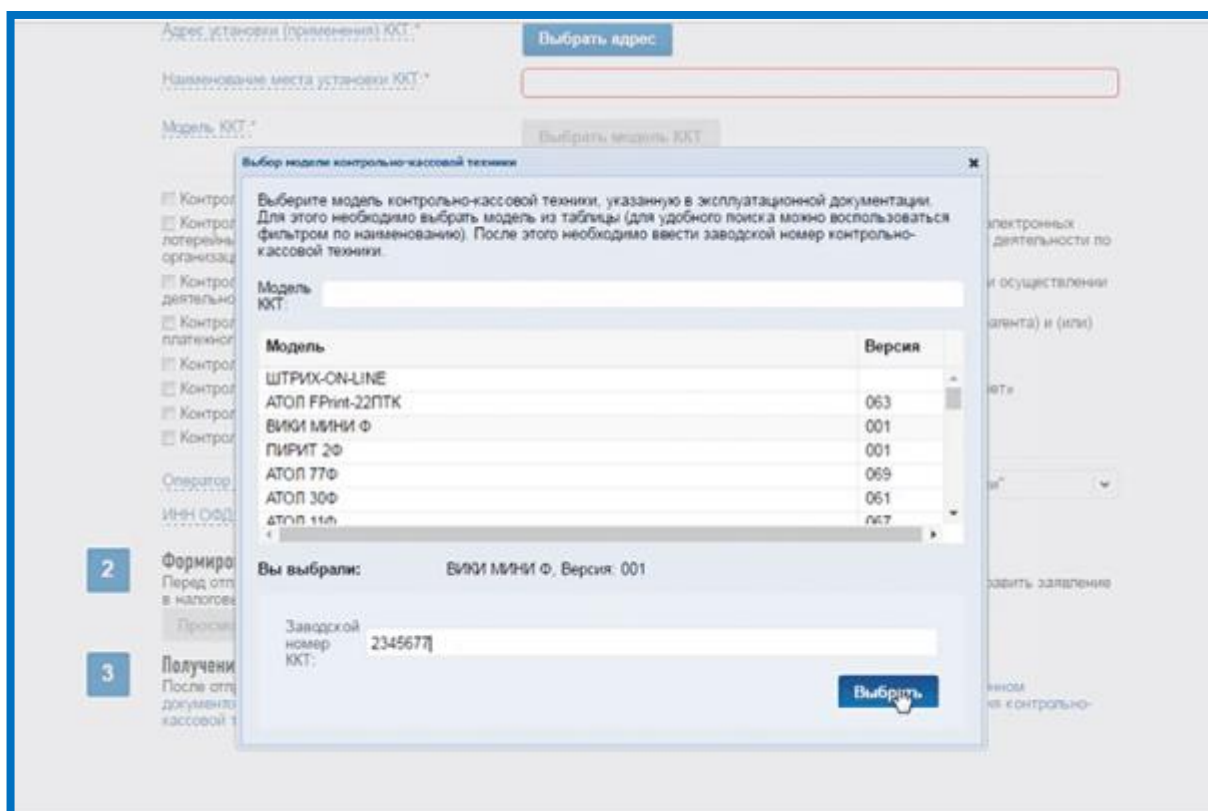 Адрес установки (применения) ККТ:*
Выбрать адрес
Наименование места установки ККТ:*
Модель ККТ:*
Выбрать модель ККТ
Выбор модели контрольно-кассовой техники
Выберите модель контрольно-кассовой техники, указанную в эксплуатационной документации.
Для этого необходимо выбрать модель из таблицы (для удобного поиска можно воспользоваться
фильтром по наименованию). После этого необходимо ввести заводской номер контрольно-
кассовой техники.
Модель
ККТ:
Модель Версия
ШТРИХ-ON-LINE
АТОЛ FPrint-22ПТК 063
ВИКИ МИНИ Ф 001
ПИРИТ 2Ф 001
АТОЛ 77Ф 069
АТОЛ 30Ф 061
АТОЛ 11Ф 067
Вы выбрали: ВИКИ МИНИ Ф, Версия: 001
Заводской
номер
ККТ:
2345677
Выбрать
Контрол
Контрол электронных
лотерейны деятельности по
организац
Контрол и осуществлении
деятельно
Контрол агента) и (или)
платежног
Контрол
Контрол
Контрол
Контрол
Оператор
ИНН ОФД
2
Формиро
Перед отп равить заявление
в налогов
Просм
3
Получени
После отп
документо ия контрольно-
кассовой т